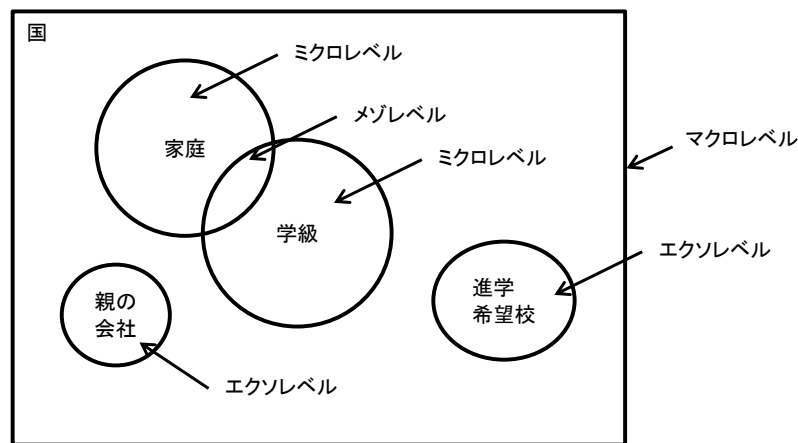 国
ミクロレベル
メゾレベル
家庭
マクロレベル
ミクロレベル
学級
エクソレベル
進学
希望校
親の
会社
エクソレベル